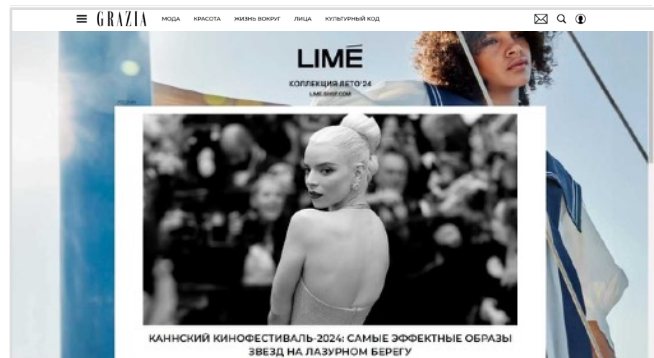 GRAZIA МОДА КРАСОТА ЖИЗНЬ ВОКРУГ ЛИЦА КУЛЬТУРНЫЙ КОД
LIMÉ
КОЛЛЕКЦИЯ ЛЕТО'24
LIME-SHOP.COM
КАННСКИЙ КИНОФЕСТИВАЛЬ-2024: САМЫЕ ЭФФЕКТНЫЕ ОБРАЗЫ
ЗВЕЗД НА ЛАЗУРНОМ БЕРЕГУ